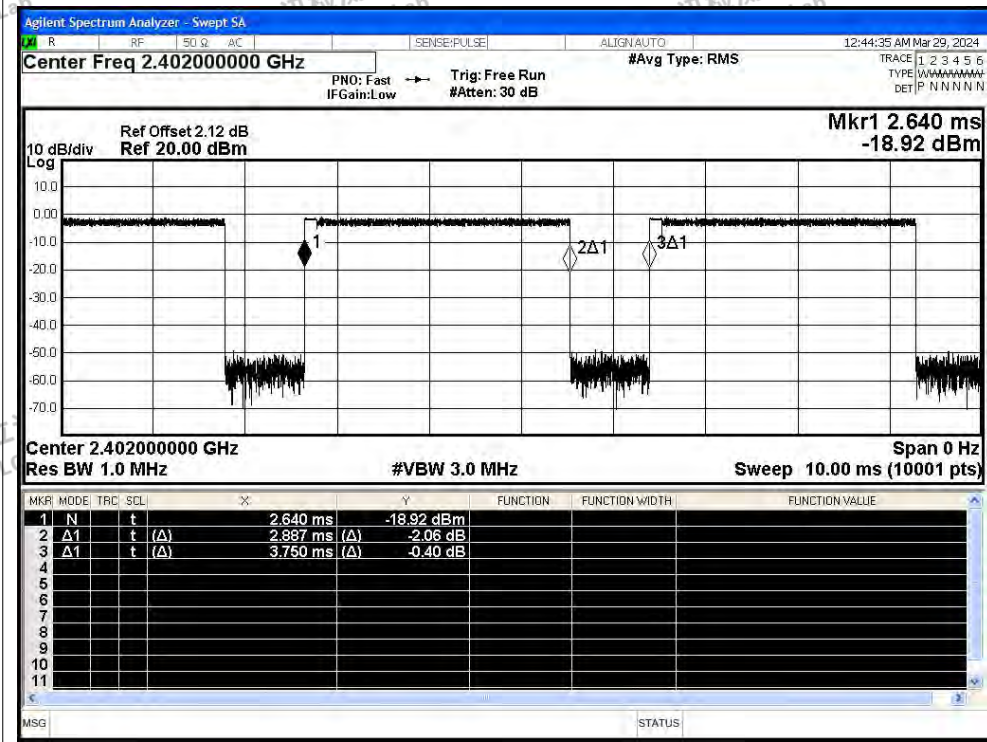 Agilent Spectrum Analyzer - Swept SA
LXI R RF 50 Ω AC SENSE:PULSE ALIGN AUTO 12:44:35 AM Mar 29, 2024
Center Freq 2.402000000 GHz
PNO: Fast
IFGain:Low
Trig: Free Run
#Atten: 30 dB
#Avg Type: RMS
TRACE 1 2 3 4 5 6
TYPE
DET P N N N N N
Mkr1 2.640 ms
-18.92 dBm
Ref Offset 2.12 dB
10 dB/div Ref 20.00 dBm
Log
10.0
0.00
-10.0
-20.0
-30.0
-40.0
-50.0
-60.0
-70.0
1
2Δ1
3Δ1
Center 2.402000000 GHz Span 0 Hz
Res BW 1.0 MHz #VBW 3.0 MHz Sweep 10.00 ms (10001 pts)
MKR MODE TRC SCL X Y FUNCTION FUNCTION WIDTH FUNCTION VALUE
1 N t 2.640 ms -18.92 dBm
2 Δ1 t (Δ) 2.887 ms (Δ) -2.06 dB
3 Δ1 t (Δ) 3.750 ms (Δ) -0.40 dB
4
5
6
7
8
9
10
11
MSG STATUS